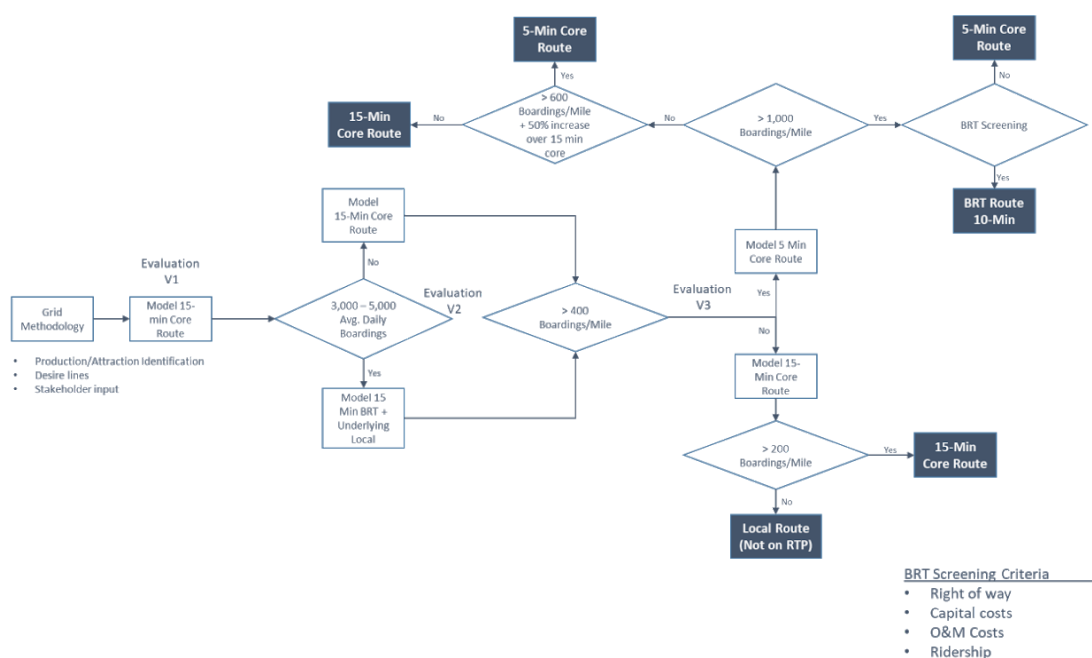 5-Min Core
Route
5-Min Core
Route
Yes
No
15-Min
Core Route
No
> 600
Boardings/Mile
+ 50% increase
over 15 min
core
No
> 1,000
Boardings/Mile
Yes
BRT Screening
Yes
BRT Route
10-Min
Model
15-Min Core
Route
No
Model 5 Min
Core Route
Evaluation
V1
Evaluation
V2
Evaluation
V3
Yes
Grid
Methodology
Model 15-
min Core
Route
3,000 – 5,000
Avg. Daily
Boardings
> 400
Boardings/Mile
No
• Production/Attraction Identification
• Desire lines
• Stakeholder input
Yes
Model 15
Min BRT +
Underlying
Local
Model 15-
Min Core
Route
> 200
Boardings/Mile
Yes
15-Min
Core Route
No
Local Route
(Not on RTP)
BRT Screening Criteria
• Right of way
• Capital costs
• O&M Costs
• Ridership